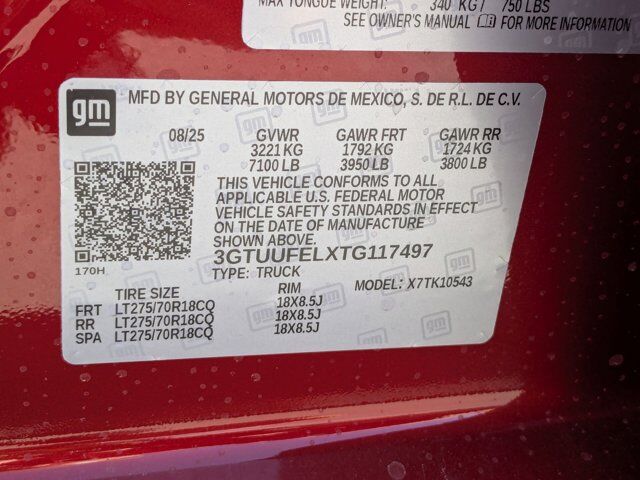 MAX TONGUE WEIGHT: 340 KG / 750 LBS
SEE OWNER'S MANUAL FOR MORE INFORMATION
gm
MFD BY GENERAL MOTORS DE MEXICO, S. DE R.L. DE C.V.
08/25 GVWR GAWR FRT GAWR RR
3221 KG 1792 KG 1724 KG
7100 LB 3950 LB 3800 LB
THIS VEHICLE CONFORMS TO ALL
APPLICABLE U.S. FEDERAL MOTOR
VEHICLE SAFETY STANDARDS IN EFFECT
ON THE DATE OF MANUFACTURE
SHOWN ABOVE.
170H
3GTUUFELXTG117497
TYPE: TRUCK MODEL: X7TK10543
TIRE SIZE RIM
FRT LT275/70R18CQ 18X8.5J
RR LT275/70R18CQ 18X8.5J
SPA LT275/70R18CQ 18X8.5J